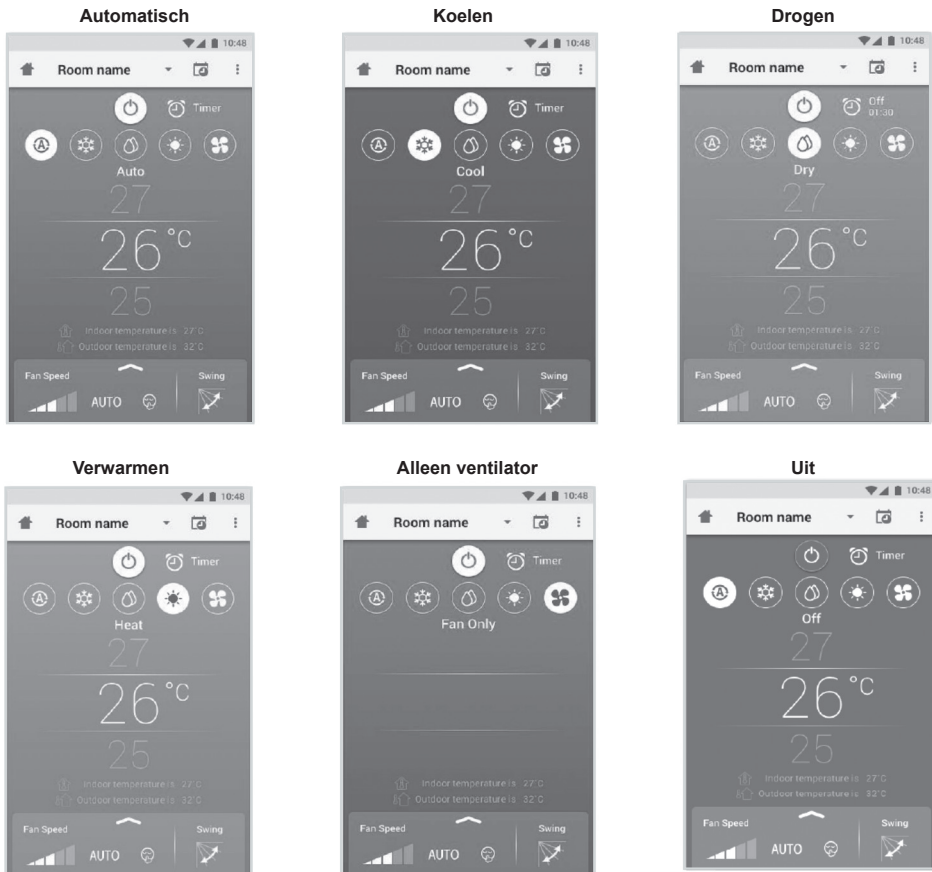 Automatisch
10:48
Room name
Timer
Auto
27
26°C
25
Indoor temperature is 27°C
Outdoor temperature is 32°C
Fan Speed
Swing
AUTO
Koelen
10:48
Room name
Timer
Cool
27
26°C
25
Indoor temperature is 27°C
Outdoor temperature is 32°C
Fan Speed
Swing
AUTO
Drogen
10:48
Room name
Off
01:30
Dry
27
26°C
25
Indoor temperature is 27°C
Outdoor temperature is 32°C
Fan Speed
Swing
AUTO
Verwarmen
10:48
Room name
Timer
Heat
27
26°C
25
Indoor temperature is 27°C
Outdoor temperature is 32°C
Fan Speed
Swing
AUTO
Alleen ventilator
10:48
Room name
Timer
Fan Only
Indoor temperature is 27°C
Outdoor temperature is 32°C
Fan Speed
Swing
AUTO
Uit
10:48
Room name
Timer
Off
27
26°C
25
Indoor temperature is 27°C
Outdoor temperature is 32°C
Fan Speed
Swing
AUTO